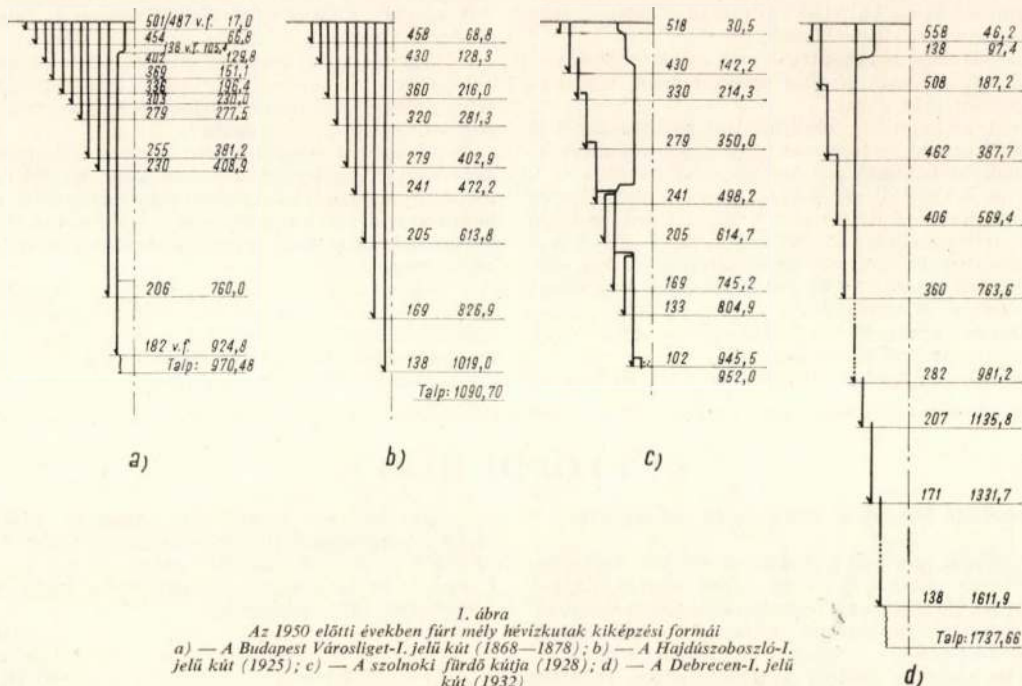 501/487 v.f. 17,0
454 66,8
138 v.f. 105,4
402 129,8
369 151,1
336 196,4
303 230,0
279 277,5
255 381,2
230 408,9
206 760,0
182 v.f. 924,8
Talp: 970,48
a)
458 68,8
430 128,3
360 216,0
320 281,3
279 402,9
241 472,2
205 613,8
169 826,9
138 1019,0
Talp: 1090,70
b)
518 30,5
430 142,2
330 214,3
279 350,0
241 498,2
205 614,7
169 745,2
133 804,9
102 945,5
952,0
c)
558 46,2
138 97,4
508 187,2
462 387,7
406 569,4
360 763,6
282 981,2
207 1135,8
171 1331,7
138 1611,9
Talp: 1737,66
d)
1. ábra
Az 1950 előtti években fúrt mély hévízkutak kiképzési formái
a) — A Budapest Városliget-I. jelű kút (1868—1878); b) — A Hajdúszoboszló-I.
jelű kút (1925); c) — A szolnoki fürdő kútja (1928); d) — A Debrecen-I. jelű
kút (1932)